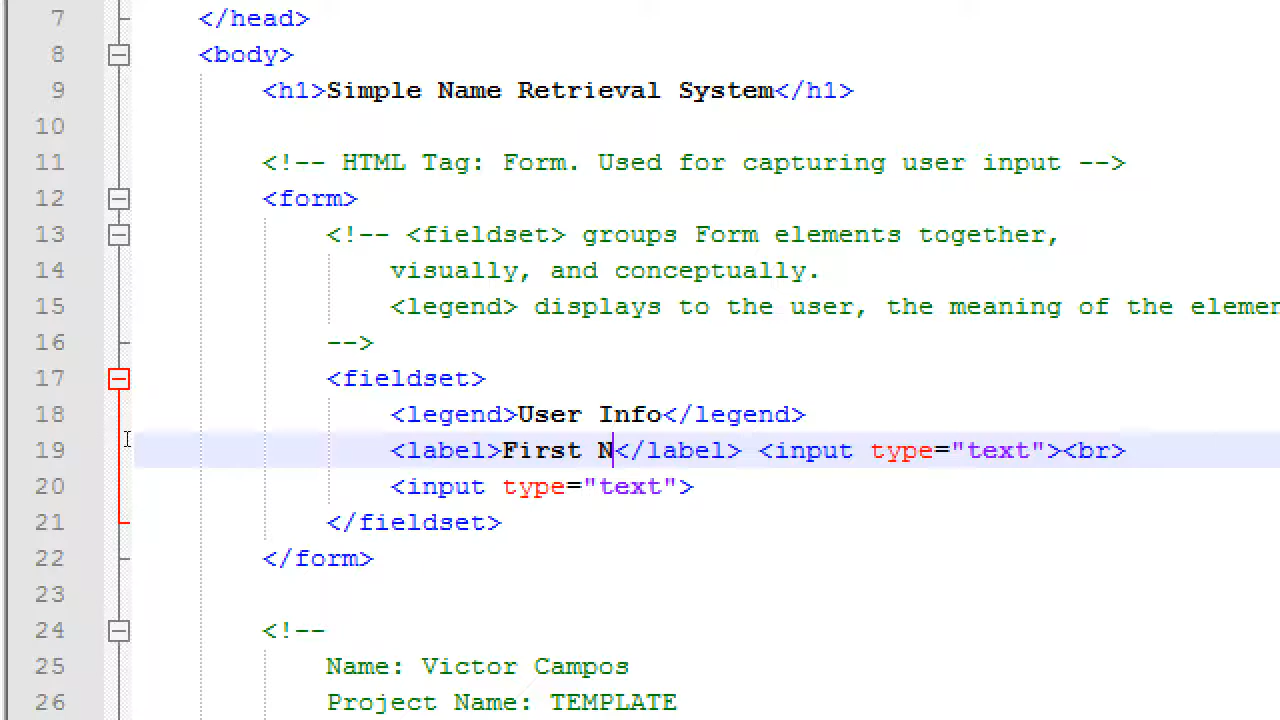 7 </head>
8 <body>
9 <h1>Simple Name Retrieval System</h1>
10
11 <!-- HTML Tag: Form. Used for capturing user input -->
12 <form>
13 <!-- <fieldset> groups Form elements together,
14 visually, and conceptually.
15 <legend> displays to the user, the meaning of the elemen
16 -->
17 <fieldset>
18 <legend>User Info</legend>
19 <label>First N</label> <input type="text"><br>
20 <input type="text">
21 </fieldset>
22 </form>
23
24 <!--
25 Name: Victor Campos
26 Project Name: TEMPLATE